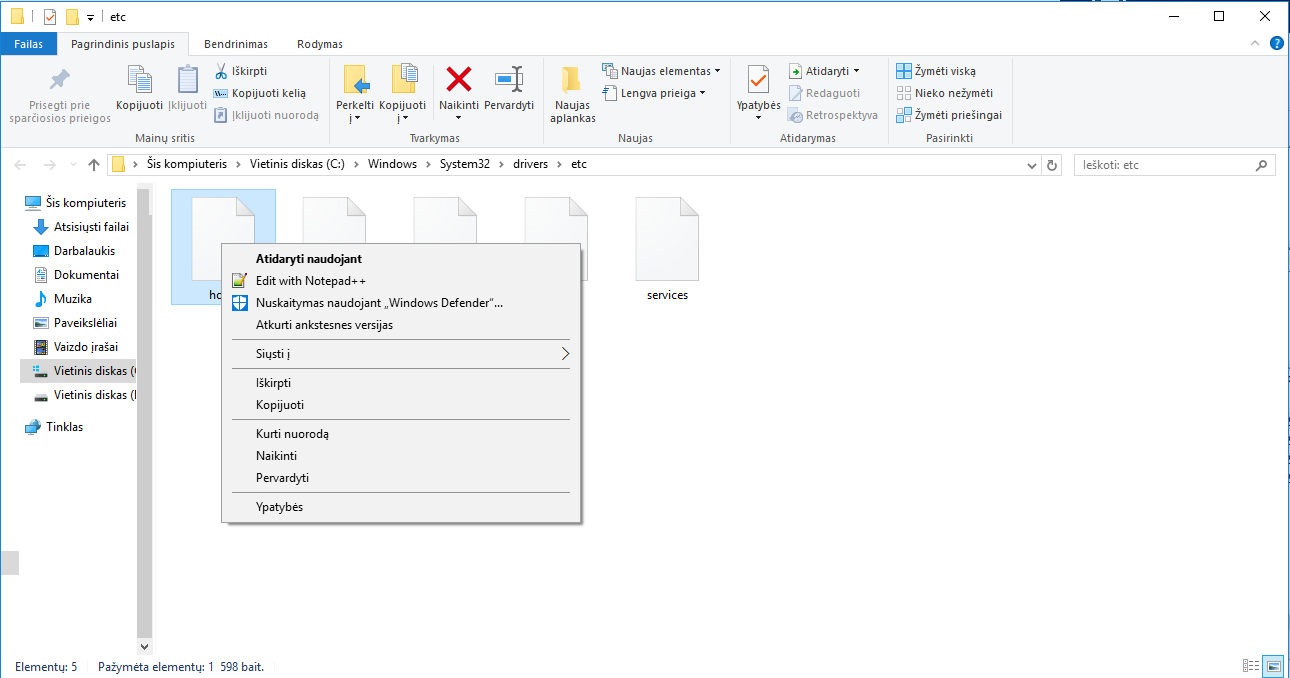 etc
Failas Pagrindinis puslapis Bendrinimas Rodymas
Prisegti prie
sparčiosios prieigos
Kopijuoti
Įklijuoti
Iškirpti
Kopijuoti kelią
Įklijuoti nuorodą
Mainų sritis
Perkelti
į
Kopijuoti
į
Naikinti
Pervardyti
Tvarkymas
Naujas
aplankas
Naujas elementas
Lengva prieiga
Naujas
Ypatybės
Atidaryti
Redaguoti
Retrospektyva
Atidarymas
Žymėti viską
Nieko nežymėti
Žymėti priešingai
Pasirinkti
Šis kompiuteris > Vietinis diskas (C:) > Windows > System32 > drivers > etc
Ieškoti: etc
Šis kompiuteris
Atsisiųsti failai
Darbalaukis
Dokumentai
Muzika
Paveikslėliai
Vaizdo įrašai
Vietinis diskas (
Vietinis diskas (
Tinklas
ho
services
Atidaryti naudojant
Edit with Notepad++
Nuskaitymas naudojant „Windows Defender“...
Atkurti ankstesnes versijas
Siųsti į
Iškirpti
Kopijuoti
Kurti nuorodą
Naikinti
Pervardyti
Ypatybės
Elementų: 5 Pažymėta elementų: 1 598 bait.